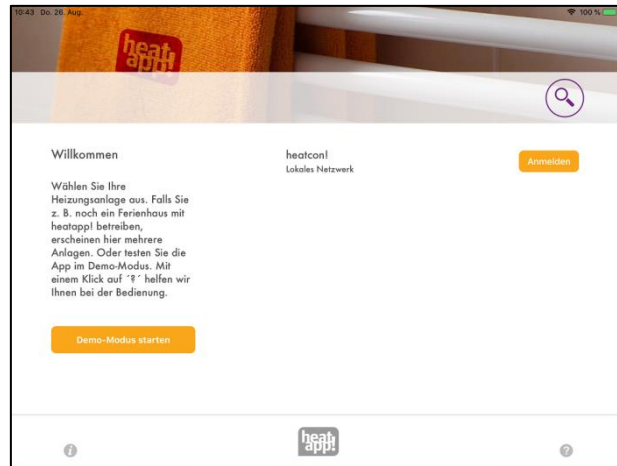 10:43 Do. 26. Aug.
100 %
heat
app!
Willkommen
Wählen Sie Ihre
Heizungsanlage aus. Falls Sie
z. B. noch ein Ferienhaus mit
heatapp! betreiben,
erscheinen hier mehrere
Anlagen. Oder testen Sie die
App im Demo-Modus. Mit
einem Klick auf ´?´ helfen wir
Ihnen bei der Bedienung.
Demo-Modus starten
heatcon!
Lokales Netzwerk
Anmelden
i
heat
app!
?